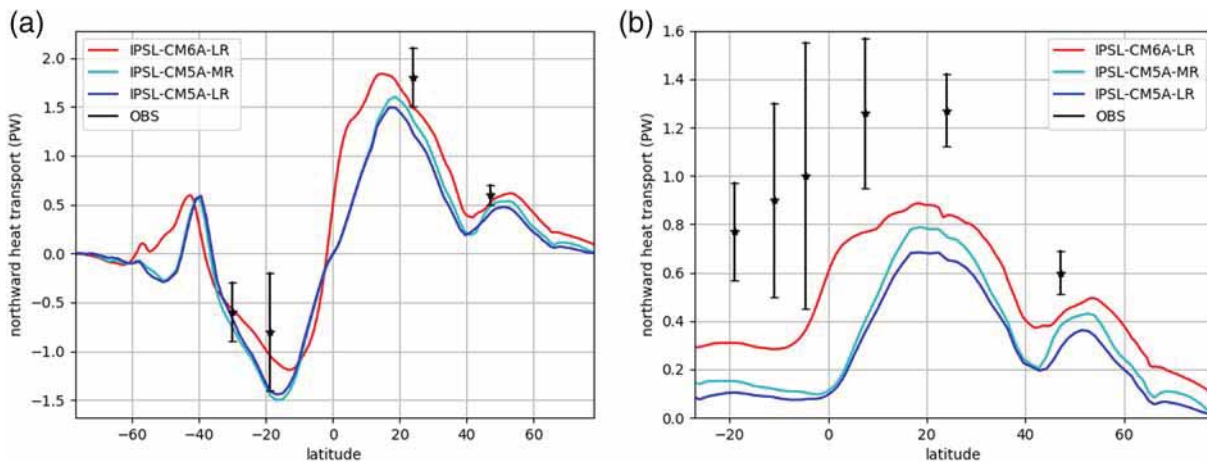 (a)
IPSL-CM6A-LR
IPSL-CM5A-MR
IPSL-CM5A-LR
OBS
northward heat transport (PW)
2.0
1.5
1.0
0.5
0.0
−0.5
−1.0
−1.5
−60 −40 −20 0 20 40 60
latitude
(b)
IPSL-CM6A-LR
IPSL-CM5A-MR
IPSL-CM5A-LR
OBS
northward heat transport (PW)
1.6
1.4
1.2
1.0
0.8
0.6
0.4
0.2
0.0
−20 0 20 40 60
latitude